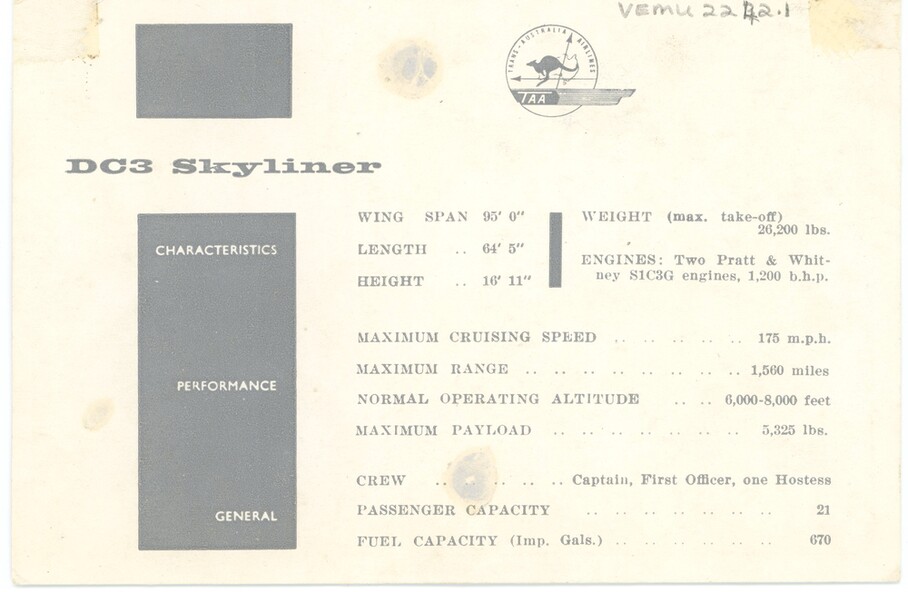 VEMU 2242.1
TRANS-AUSTRALIA AIRLINES
TAA
DC3 Skyliner
CHARACTERISTICS
WING SPAN 95' 0"
LENGTH .. 64' 5"
HEIGHT .. 16' 11"
WEIGHT (max. take-off)
26,200 lbs.
ENGINES: Two Pratt & Whit-
ney S1C3G engines, 1,200 b.h.p.
PERFORMANCE
MAXIMUM CRUISING SPEED .. .. .. .. .. 175 m.p.h.
MAXIMUM RANGE .. .. .. .. .. .. .. .. 1,560 miles
NORMAL OPERATING ALTITUDE .. .. 6,000-8,000 feet
MAXIMUM PAYLOAD .. .. .. .. .. .. .. 5,325 lbs.
GENERAL
CREW .. .. .. .. .. Captain, First Officer, one Hostess
PASSENGER CAPACITY .. .. .. .. .. .. .. 21
FUEL CAPACITY (Imp. Gals.) .. .. .. .. .. .. 670